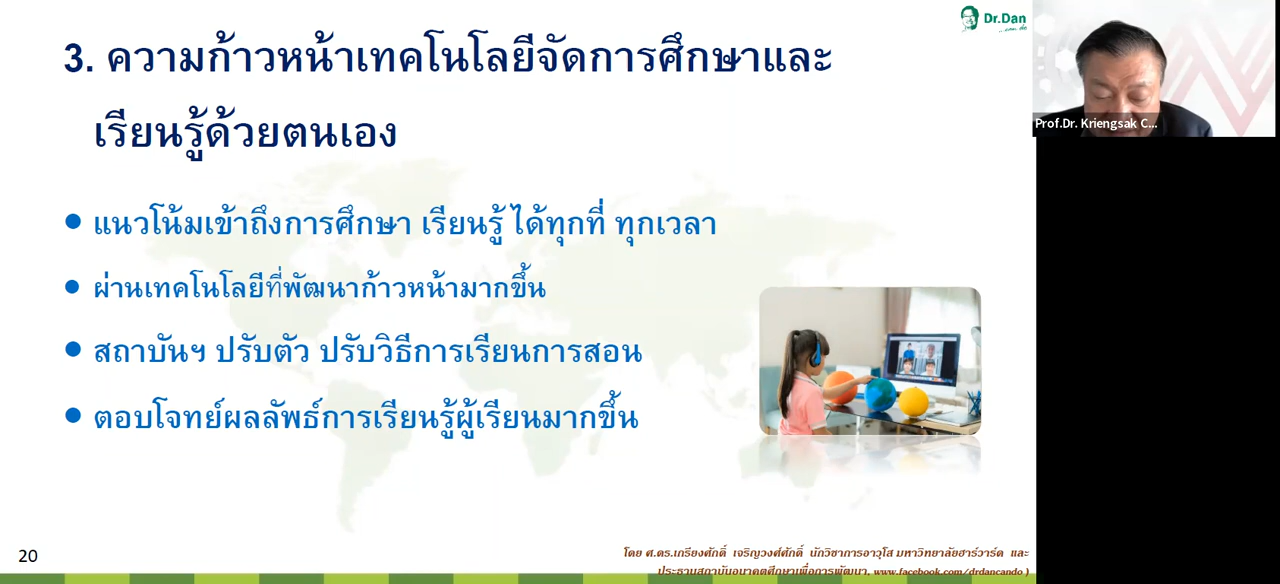 Dr.Dan
3. ความก้าวหน้าเทคโนโลยีจัดการศึกษาและ
เรียนรู้ด้วยตนเอง
Prof.Dr. Kriengsak C...
แนวโน้มเข้าถึงการศึกษา เรียนรู้ ได้ทุกที่ ทุกเวลา
ผ่านเทคโนโลยีที่พัฒนาก้าวหน้ามากขึ้น
สถาบันฯ ปรับตัว ปรับวิธีการเรียนการสอน
ตอบโจทย์ผลลัพธ์การเรียนรู้ผู้เรียนมากขึ้น
20
โดย ศ.ดร.เกรียงศักดิ์ เจริญวงศ์ศักดิ์ นักวิชาการอาวุโส มหาวิทยาลัยฮาร์วาร์ด และ
ประธานสถาบันอนาคตศึกษาเพื่อการพัฒนา, www.facebook.com/drdancando )